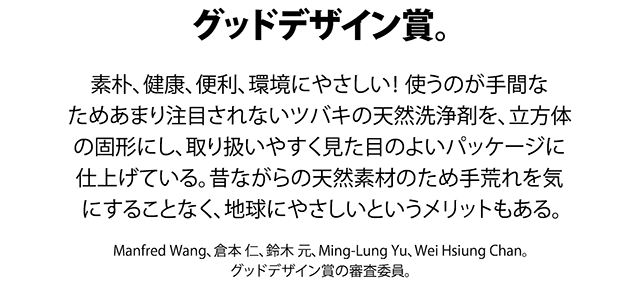 グッドデザイン賞。
素朴、健康、便利、環境にやさしい! 使うのが手間な
ためあまり注目されないツバキの天然洗浄剤を、立方体
の固形にし、取り扱いやすく見た目のよいパッケージに
仕上げている。昔ながらの天然素材のため手荒れを気
にすることなく、地球にやさしいというメリットもある。
Manfred Wang、倉本 仁、鈴木 元、Ming-Lung Yu、Wei Hsiung Chan。
グッドデザイン賞の審査委員。